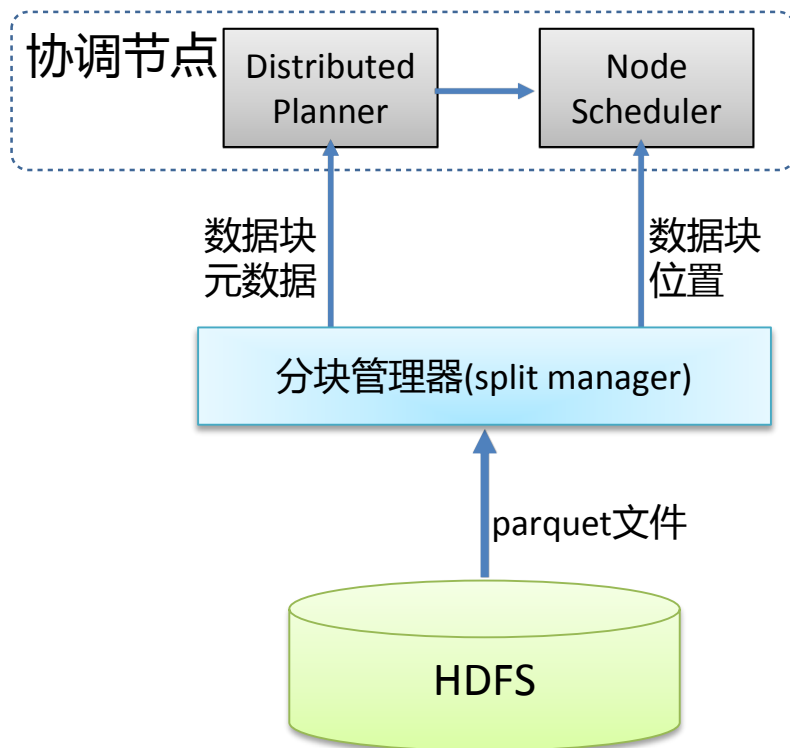 协调节点
Distributed
Planner
Node
Scheduler
数据块
元数据
数据块
位置
分块管理器(split manager)
parquet文件
HDFS